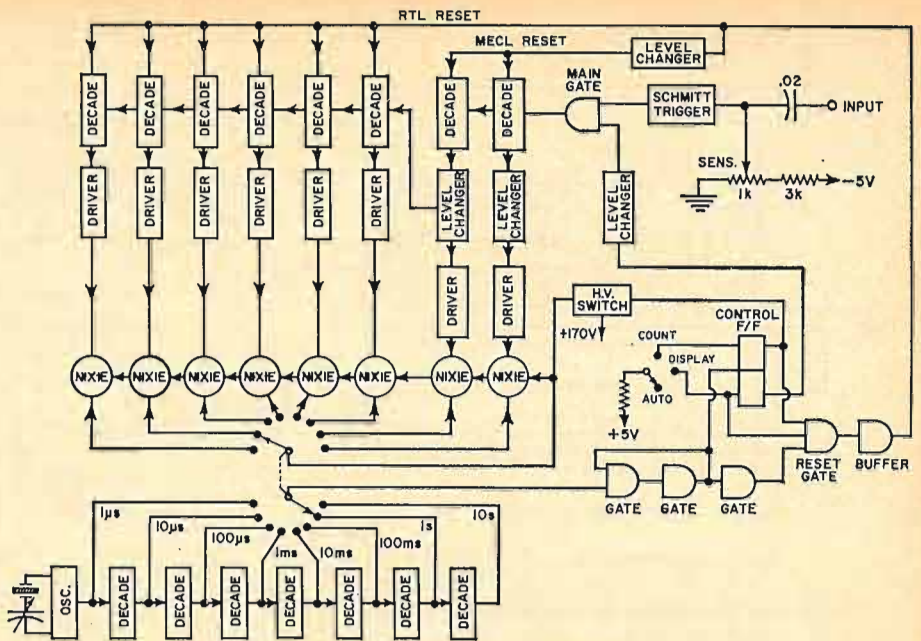 RTL RESET
MECL RESET
LEVEL CHANGER
MAIN GATE
SCHMITT TRIGGER
.02
INPUT
DECADE
DECADE
DECADE
DECADE
DECADE
DECADE
DECADE
DECADE
SENS.
1k
3k
-5V
DRIVER
DRIVER
DRIVER
DRIVER
DRIVER
DRIVER
LEVEL CHANGER
LEVEL CHANGER
LEVEL CHANGER
DRIVER
DRIVER
H.V. SWITCH
+170V
CONTROL F/F
COUNT
DISPLAY
AUTO
+5V
NIXIE
NIXIE
NIXIE
NIXIE
NIXIE
NIXIE
NIXIE
NIXIE
RESET GATE
BUFFER
GATE
GATE
GATE
1µs
10µs
100µs
1ms
10ms
100ms
1s
10s
OSC.
DECADE
DECADE
DECADE
DECADE
DECADE
DECADE
DECADE